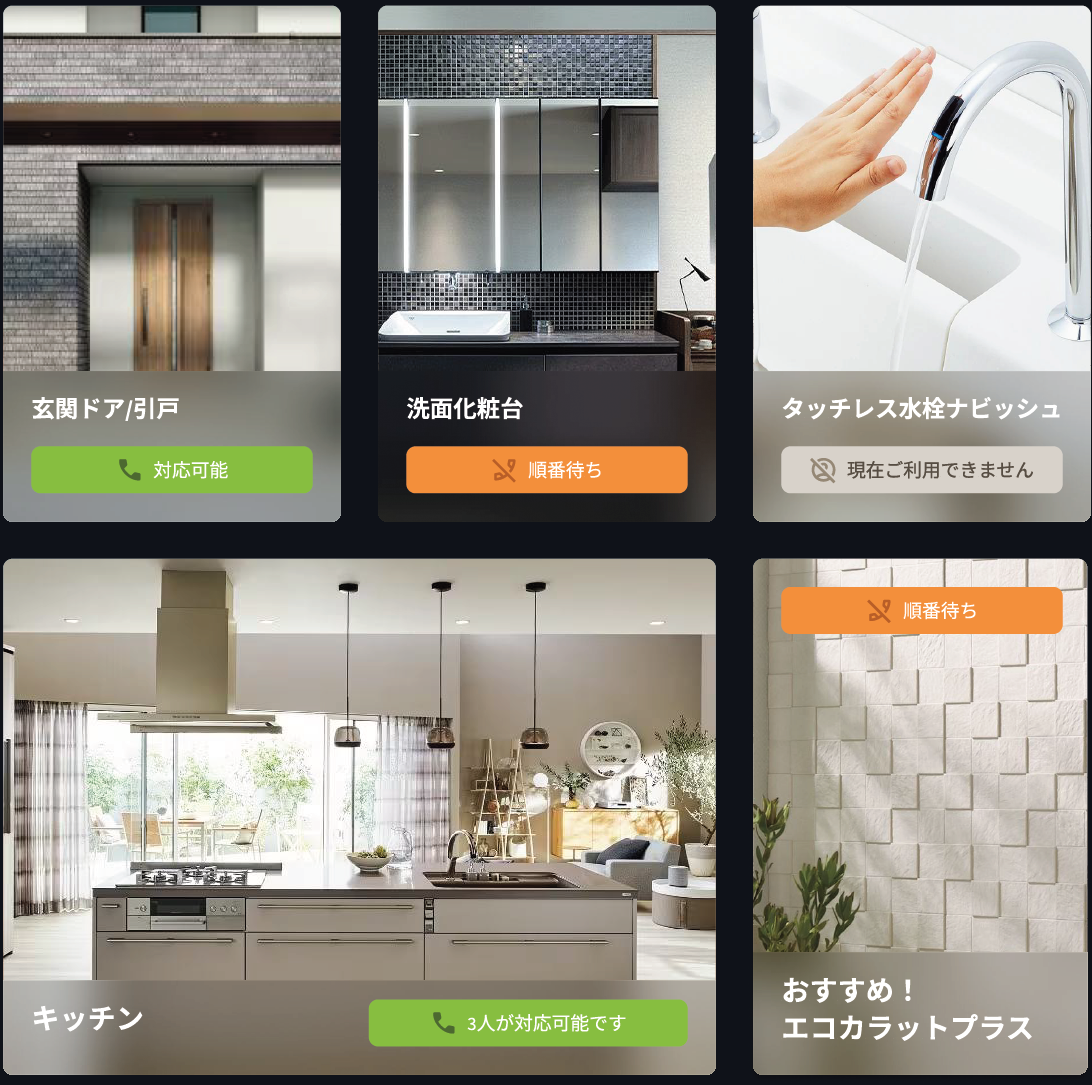 玄関ドア/引戸
対応可能
洗面化粧台
順番待ち
タッチレス水栓ナビッシュ
現在ご利用できません
キッチン
3人が対応可能です
順番待ち
おすすめ！
エコカラットプラス